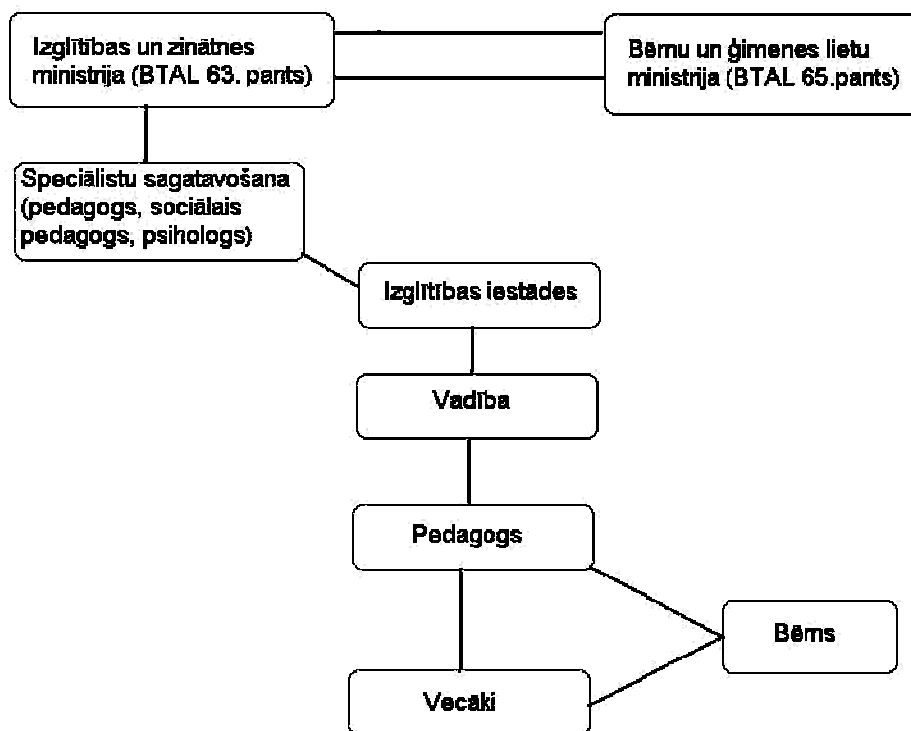 Izglītības un zinātnes
ministrija (BTAL 63. pants)
Bērnu un ģimenes lietu
ministrija (BTAL 65.pants)
Speciālistu sagatavošana
(pedagogs, sociālais
pedagogs, psihologs)
Izglītības iestādes
Vadība
Pedagogs
Bērns
Vecāki